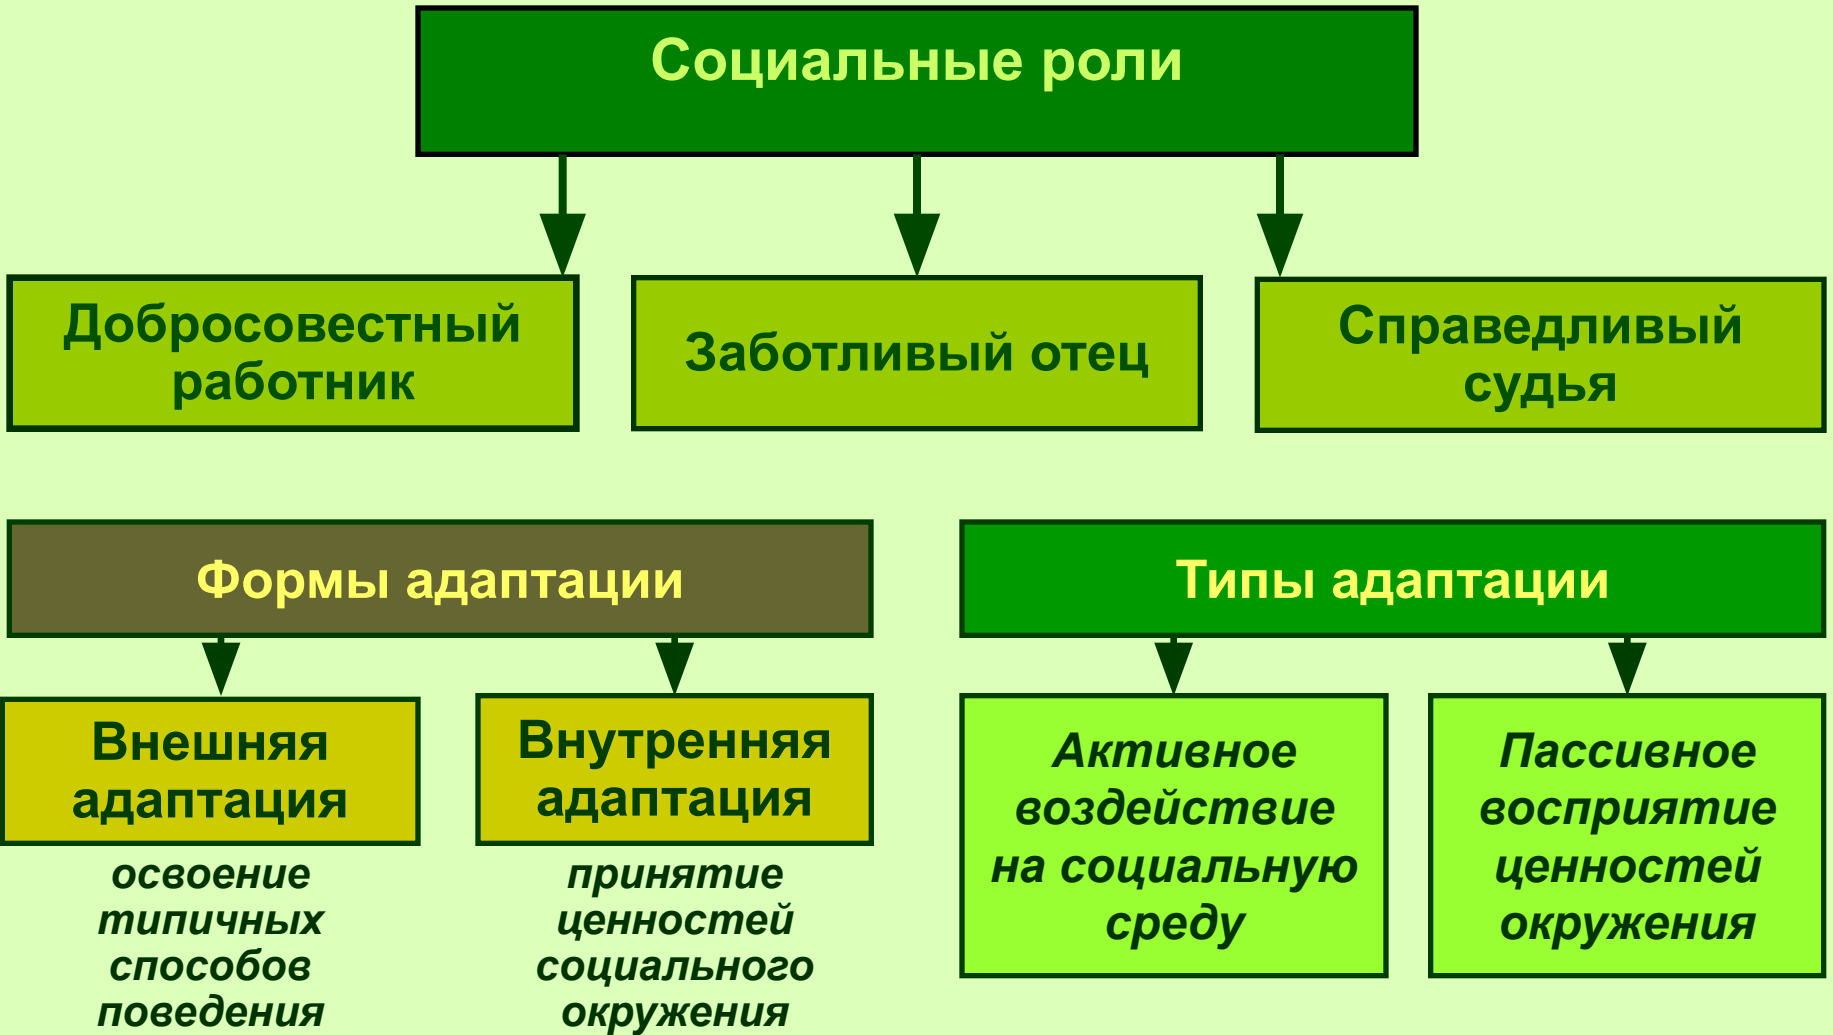 Социальные роли
Добросовестный
работник
Заботливый отец
Справедливый
судья
Формы адаптации
Типы адаптации
Внешняя
адаптация
освоение
типичных
способов
поведения
Внутренняя
адаптация
принятие
ценностей
социального
окружения
Активное
воздействие
на социальную
среду
Пассивное
восприятие
ценностей
окружения